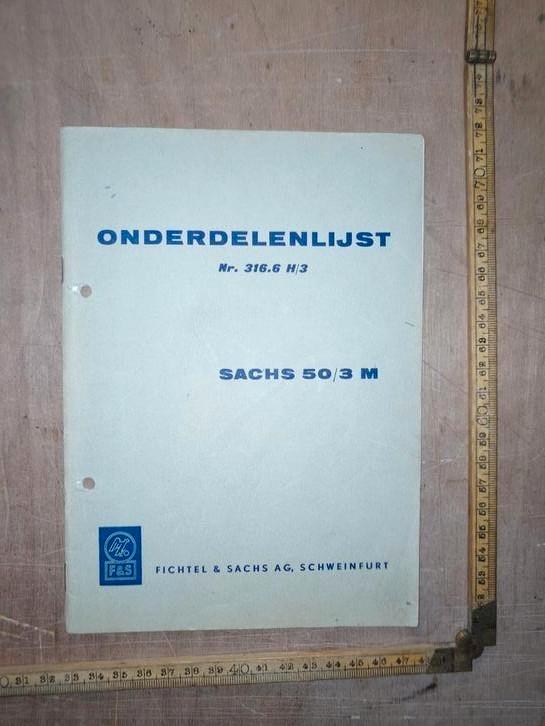 ONDERDELENLIJST
Nr. 316.6 H/3
SACHS 50/3 M
F&S
FICHTEL & SACHS AG, SCHWEINFURT